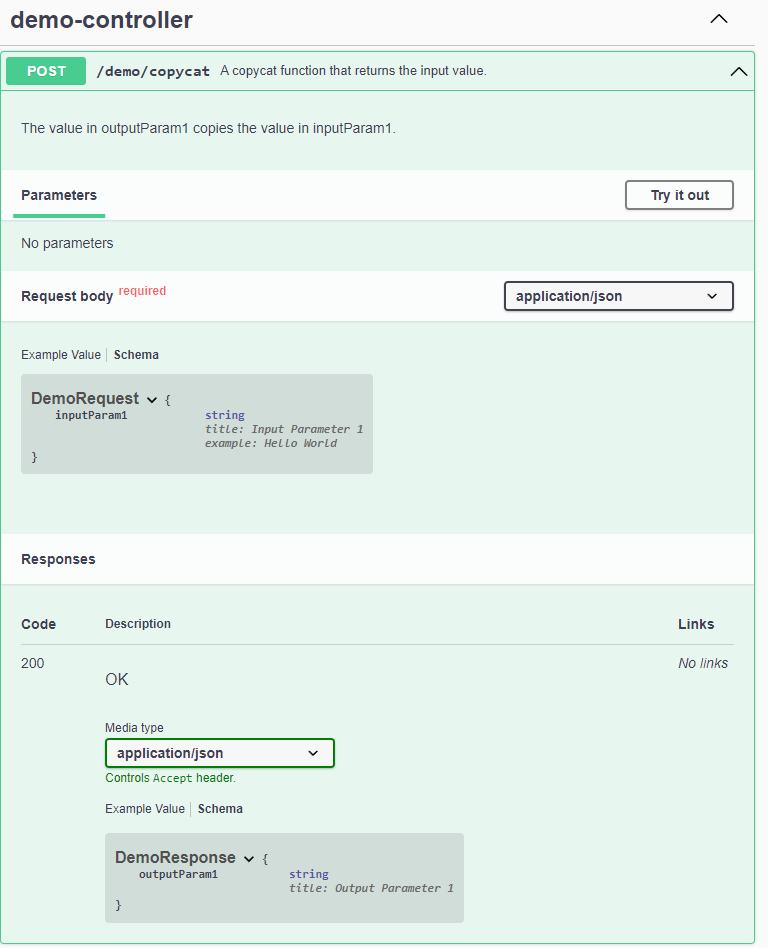 demo-controller
POST /demo/copycat A copycat function that returns the input value.
The value in outputParam1 copies the value in inputParam1.
Parameters Try it out
No parameters
Request body required application/json
Example Value Schema
DemoRequest {
inputParam1 string
title: Input Parameter 1
example: Hello World
}
Responses
Code Description Links
200 No links
OK
Media type
application/json
Controls Accept header.
Example Value Schema
DemoResponse {
outputParam1 string
title: Output Parameter 1
}